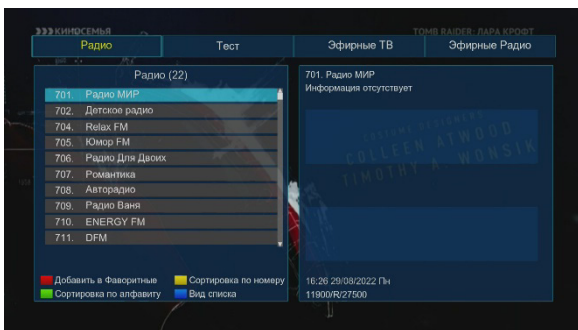 КИНОСЕМЬЯ
TOMB RAIDER: ЛАРА КРОФТ
Радио
Тест
Эфирные ТВ
Эфирные Радио
Радио (22)
701. Радио МИР
702. Детское радио
704. Relax FM
705. Юмор FM
706. Радио Для Двоих
707. Романтика
708. Авторадио
709. Радио Ваня
710. ENERGY FM
711. DFM
Добавить в Фаворитные
Сортировка по номеру
Сортировка по алфавиту
Вид списка
701. Радио МИР
Информация отсутствует
COSTUME DESIGNERS
COLLEEN ATWOOD
TIMOTHY A. WONSIK
16:26 29/08/2022 Пн
11900/R/27500